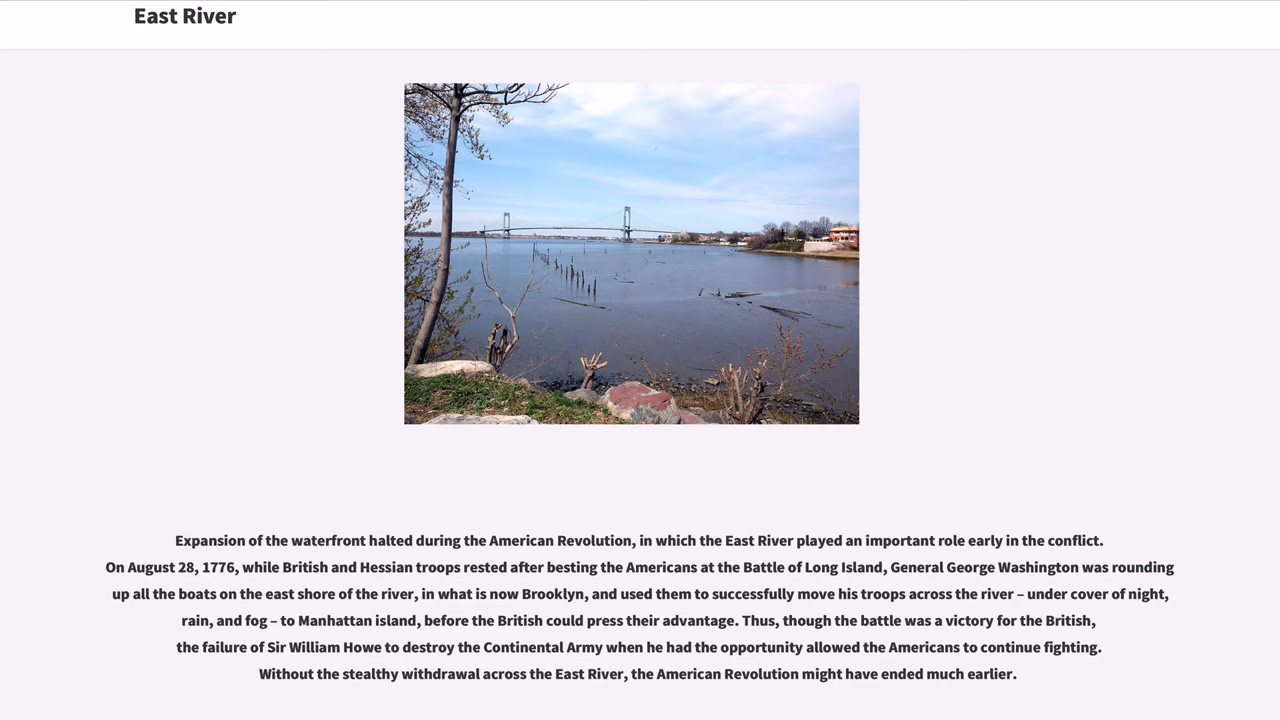 East River
Expansion of the waterfront halted during the American Revolution, in which the East River played an important role early in the conflict.
On August 28, 1776, while British and Hessian troops rested after besting the Americans at the Battle of Long Island, General George Washington was rounding
up all the boats on the east shore of the river, in what is now Brooklyn, and used them to successfully move his troops across the river – under cover of night,
rain, and fog – to Manhattan island, before the British could press their advantage. Thus, though the battle was a victory for the British,
the failure of Sir William Howe to destroy the Continental Army when he had the opportunity allowed the Americans to continue fighting.
Without the stealthy withdrawal across the East River, the American Revolution might have ended much earlier.